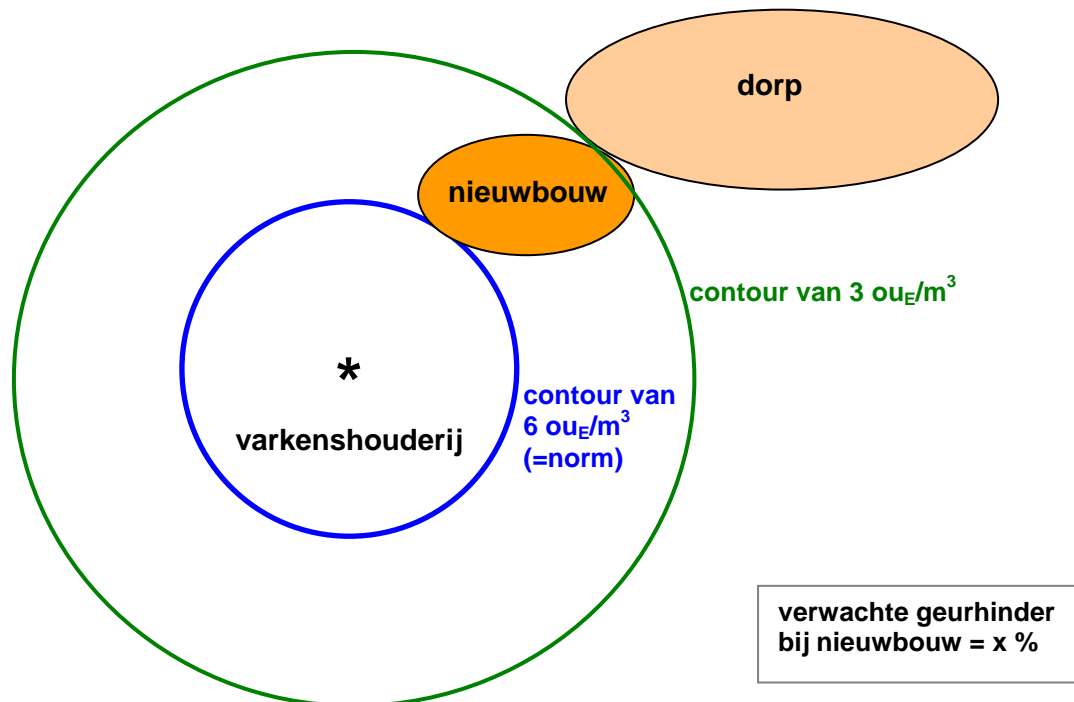 dorp
nieuwbouw
contour van 3 ouE/m³
*
contour van
6 ouE/m³
(=norm)
varkenshouderij
verwachte geurhinder
bij nieuwbouw = x %